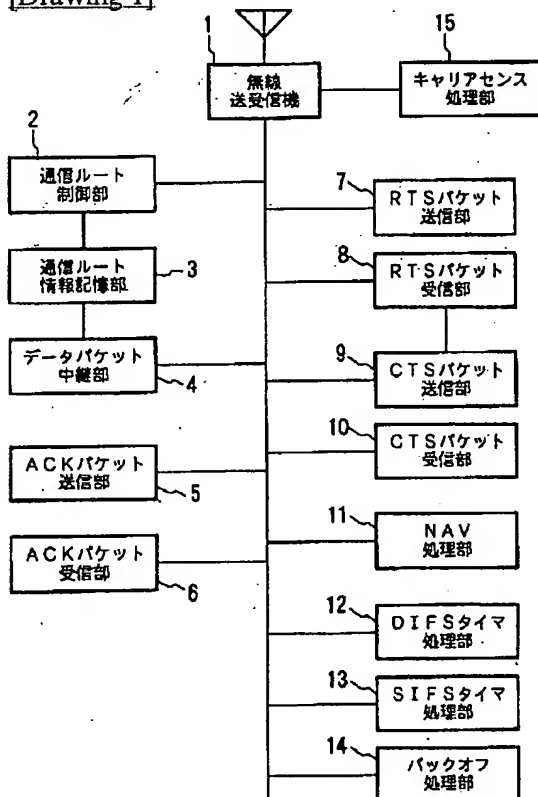 [Drawing 1]
1
無線
送受信機
15
キャリアセンス
処理部
2
通信ルート
制御部
通信ルート
情報記憶部
3
データパケット
中継部
4
ACKパケット
送信部
5
ACKパケット
受信部
6
7
RTSパケット
送信部
8
RTSパケット
受信部
9
CTSパケット
送信部
10
CTSパケット
受信部
11
NAV
処理部
12
DIFSタイマ
処理部
13
SIFSタイマ
処理部
14
バックオフ
処理部